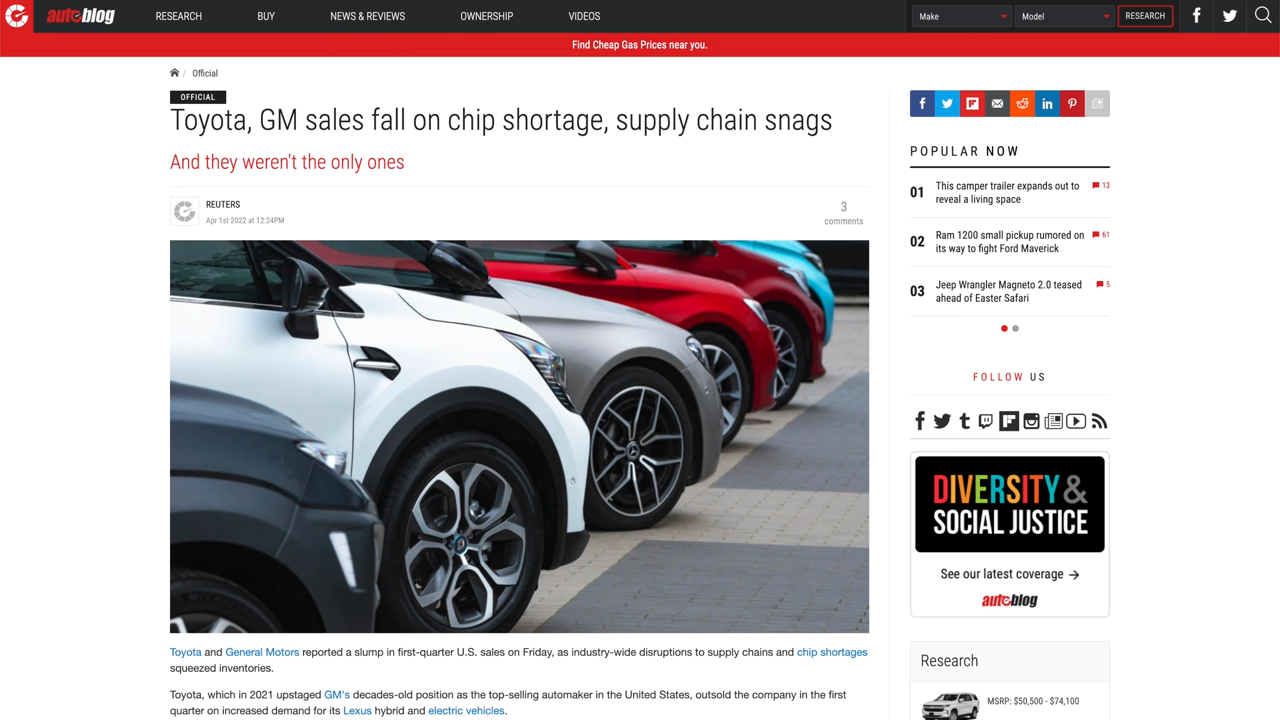 autoblog
RESEARCH
BUY
NEWS & REVIEWS
OWNERSHIP
VIDEOS
Make
Model
RESEARCH
Find Cheap Gas Prices near you.
/ Official
OFFICIAL
Toyota, GM sales fall on chip shortage, supply chain snags
And they weren't the only ones
REUTERS
Apr 1st 2022 at 12:24PM
3
comments
Toyota and General Motors reported a slump in first-quarter U.S. sales on Friday, as industry-wide disruptions to supply chains and chip shortages
squeezed inventories.
Toyota, which in 2021 upstaged GM's decades-old position as the top-selling automaker in the United States, outsold the company in the first
quarter on increased demand for its Lexus hybrid and electric vehicles.
POPULAR NOW
01
This camper trailer expands out to
reveal a living space
13
02
Ram 1200 small pickup rumored on
its way to fight Ford Maverick
61
03
Jeep Wrangler Magneto 2.0 teased
ahead of Easter Safari
5
FOLLOW US
DIVERSITY &
SOCIAL JUSTICE
See our latest coverage →
autoblog
Research
MSRP: $50,500 - $74,100